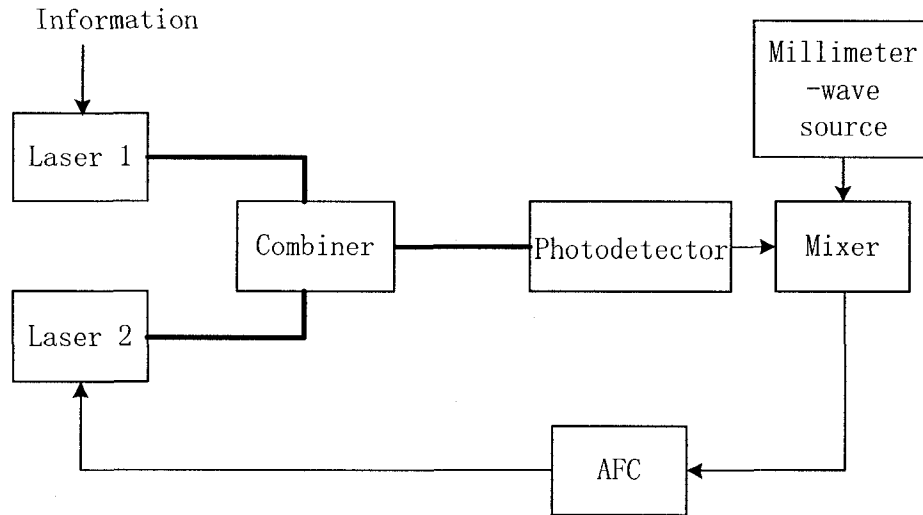 Information
Millimeter
-wave
source
Laser 1
Combiner
Photodetector
Mixer
Laser 2
AFC